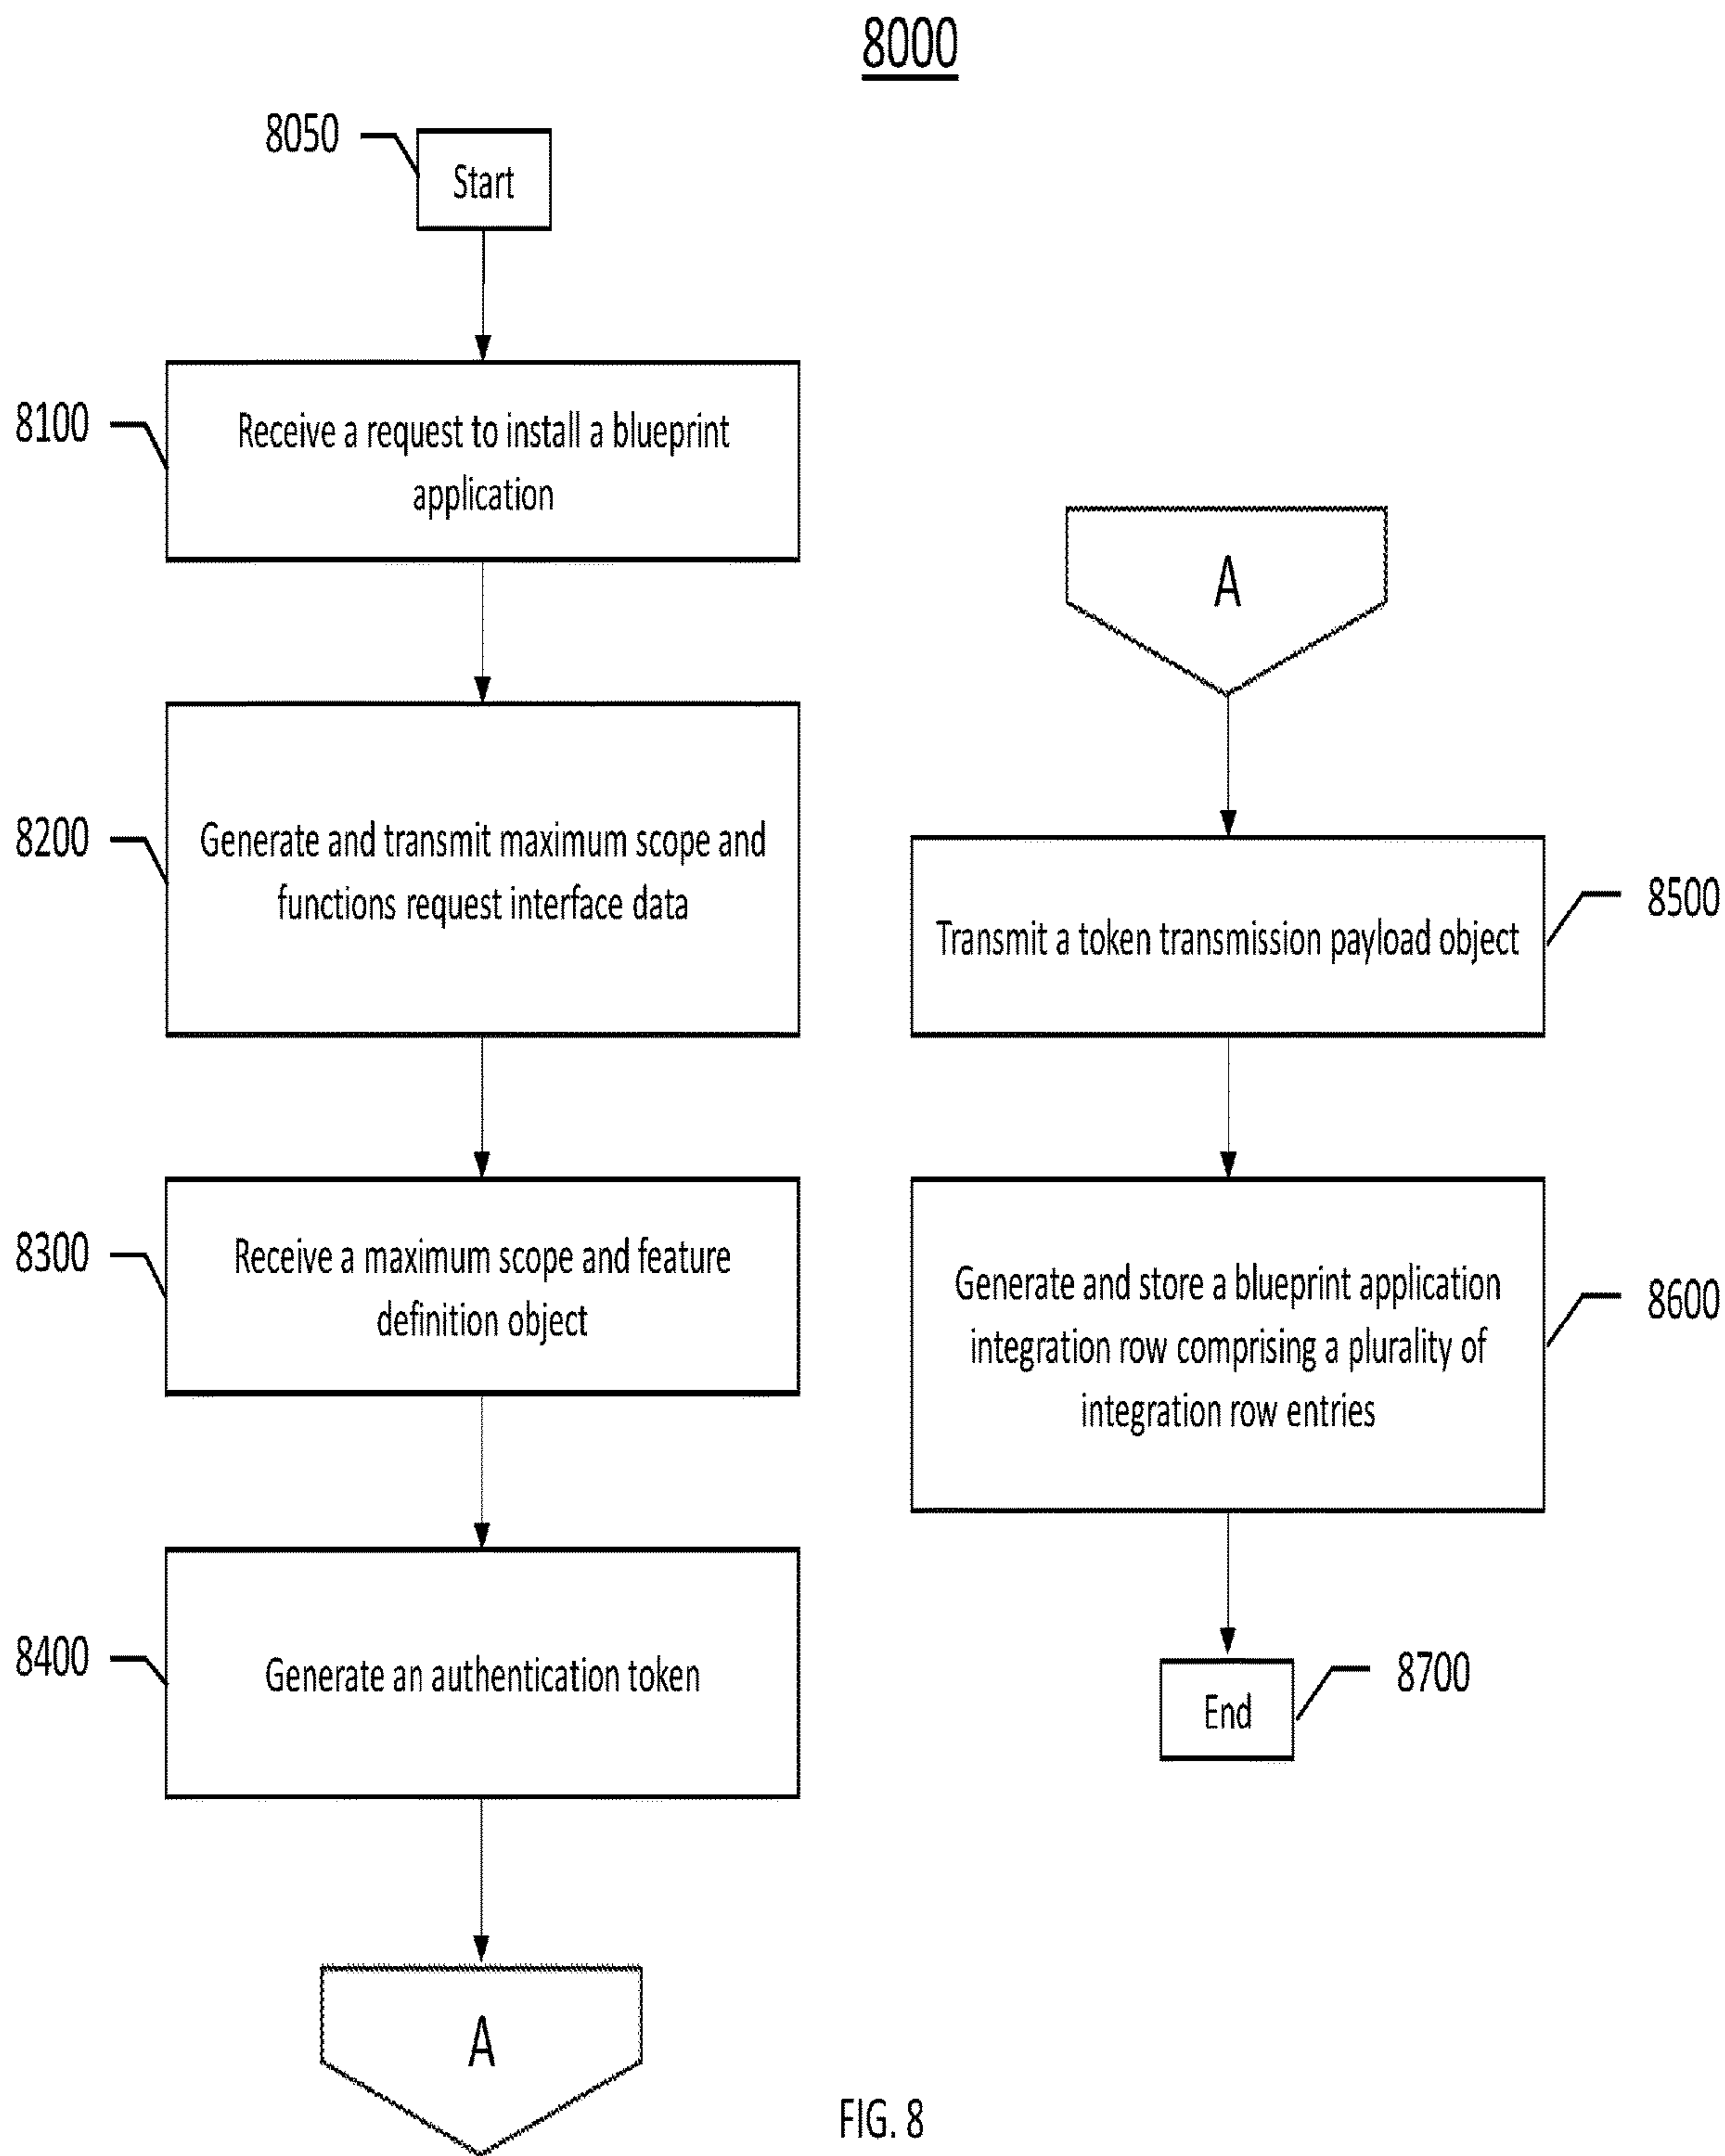 8000
8050
Start
8100
Receive a request to install a blueprint
application
8200
Generate and transmit maximum scope and
functions request interface data
8300
Receive a maximum scope and feature
definition object
8400
Generate an authentication token
A
A
Transmit a token transmission payload object
8500
Generate and store a blueprint application
integration row comprising a plurality of
integration row entries
8600
End
8700
FIG. 8